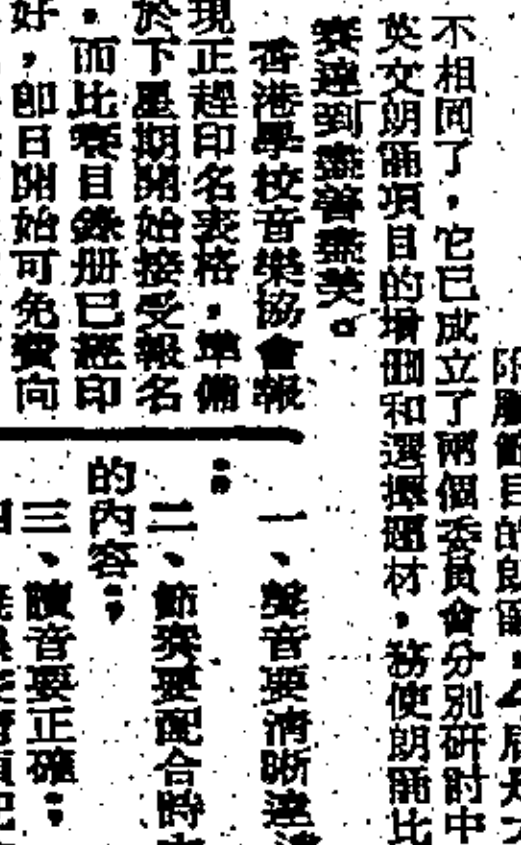 附屬節目的朗誦，今屆是
不相同了，它已成立了兩個委員會分別研討中
英文朗誦項目的增刪和選擇題材，務使朗誦比
賽達到盡善盡美。
香港學校音樂協會報
現正趕印名表格，準備
於下星期開始接受報名
，而比賽目錄册已經印
好，即日開始可免費向
一、聲音要清晰達
：
二、節奏要配合時
的內容；
三、讀音要正確；
四